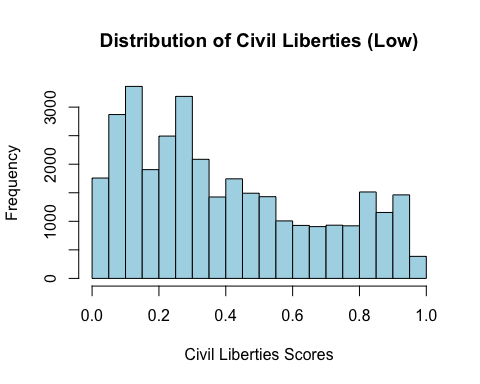 Distribution of Civil Liberties (Low)
Frequency
3000
2000
1000
0
0.0 0.2 0.4 0.6 0.8 1.0
Civil Liberties Scores